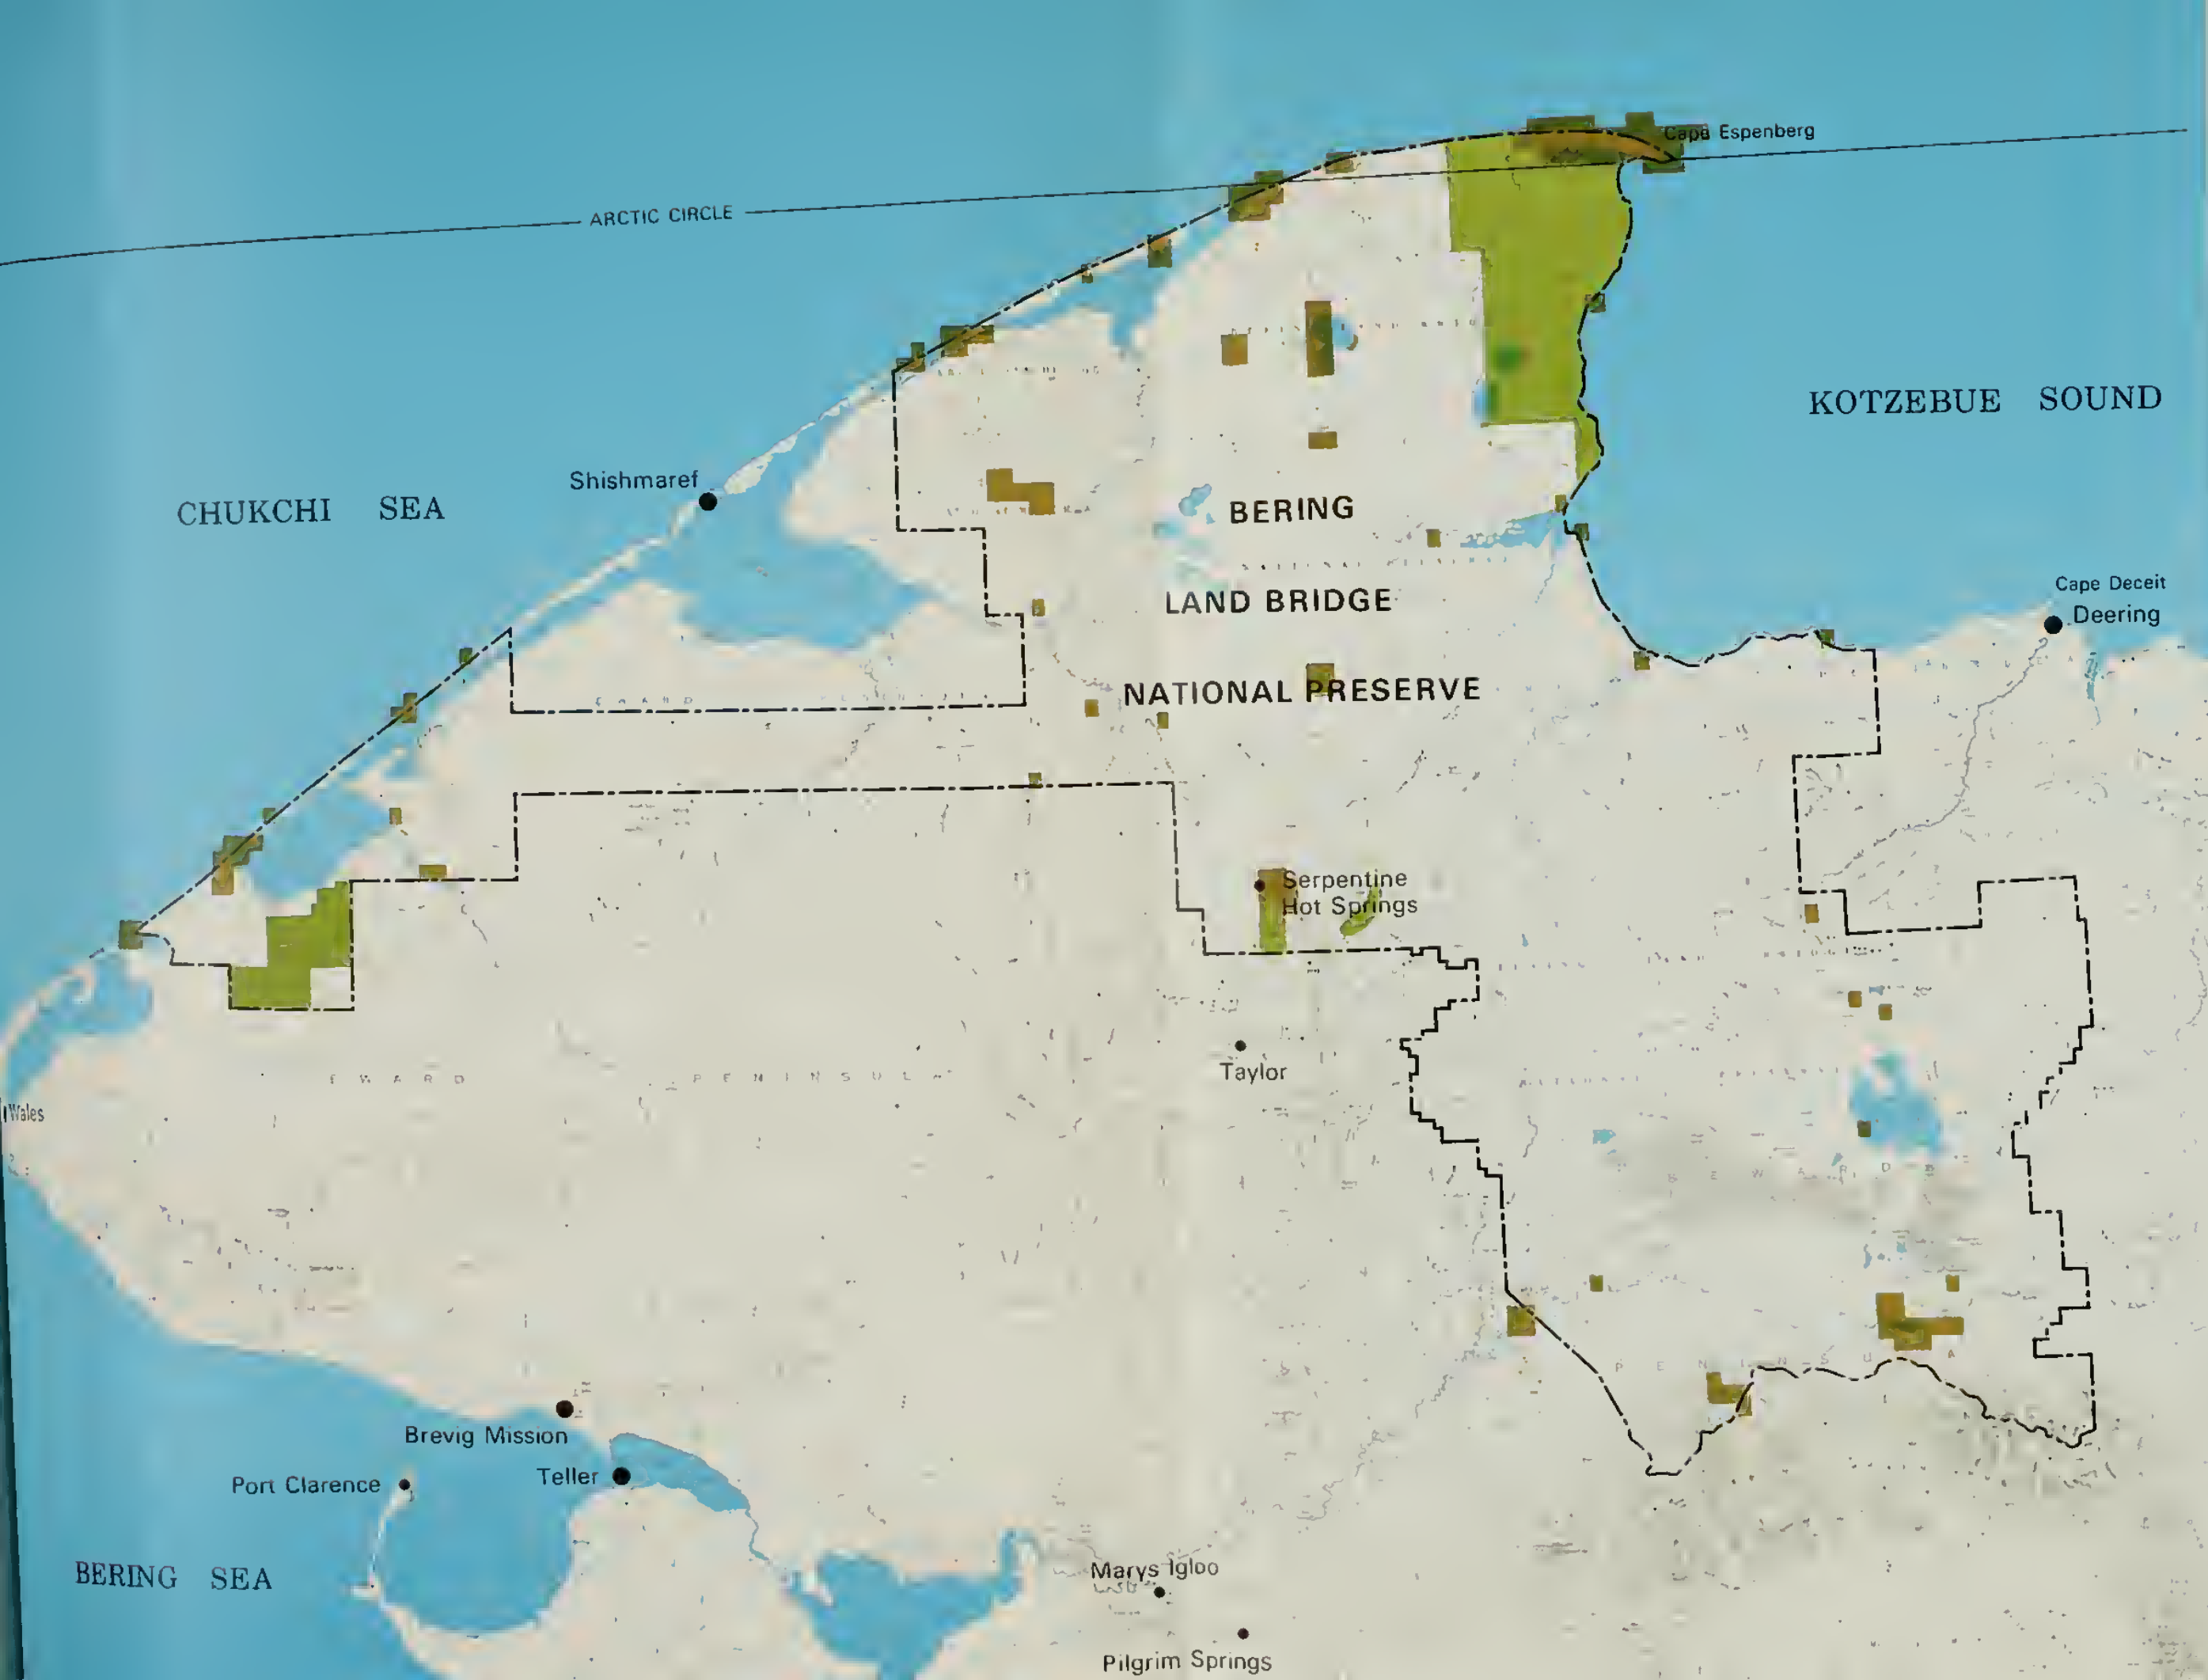 Cape Espenberg
ARCTIC CIRCLE
KOTZEBUE SOUND
Shishmaref
CHUKCHI SEA
BERING
LAND BRIDGE
NATIONAL PRESERVE
Cape Deceit
Deering
Serpentine
Hot Springs
Taylor
PENINSULA
Wales
Brevig Mission
Teller
Port Clarence
BERING SEA
Marys Igloo
Pilgrim Springs